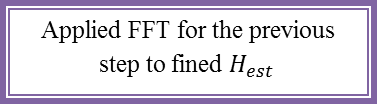 Applied FFT for the previous
step to fined H_est